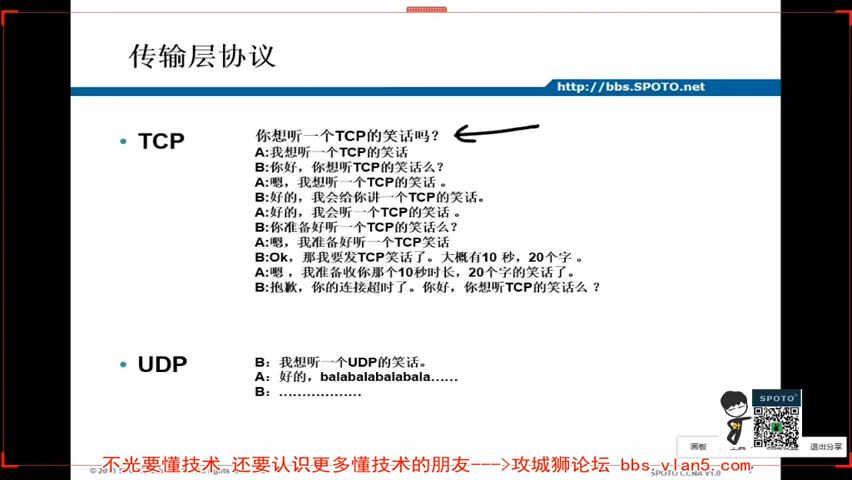 传输层协议
http://bbs.SPOTO.net
• TCP
你想听一个TCP的笑话吗?
A:我想听一个TCP的笑话
B:你好，你想听TCP的笑话么?
A:嗯，我想听一个TCP的笑话 。
B:好的，我会给你讲一个TCP的笑话。
A:好的，我会听一个TCP的笑话 。
B:你准备好听一个TCP的笑话么?
A:嗯，我准备好听一个TCP笑话
B:Ok，那我要发TCP笑话了。大概有10 秒，20个字 。
A:嗯 ，我准备收你那个10秒时长，20个字的笑话了。
B:抱歉，你的连接超时了。你好，你想听TCP的笑话么 ?
• UDP
B：我想听一个UDP的笑话。
A：好的，balabalabalabala……
B：………………
SPOTO
画板
退出分享
不光要懂技术 还要认识更多懂技术的朋友--->攻城狮论坛 bbs.vlan5.com
SPOTO CCNA V1.0